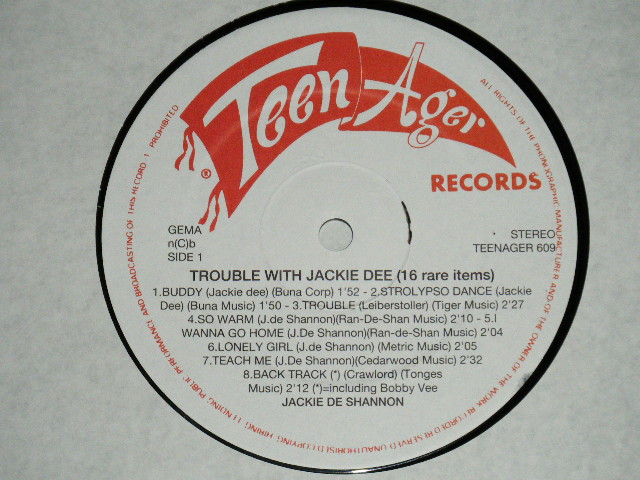 Teen Ager
®
RECORDS
GEMA
n(C)b
SIDE 1
STEREO
TEENAGER 609
TROUBLE WITH JACKIE DEE (16 rare items)
1.BUDDY (Jackie dee) (Buna Corp) 1'52 - 2.STROLYPSO DANCE (Jackie
Dee) (Buna Music) 1'50 - 3.TROUBLE (Leiberstoller) (Tiger Music) 2'27
4.SO WARM (J.de Shannon)(Ran-De-Shan Music) 2'10 - 5.I
WANNA GO HOME (J.De Shannon)(Ran-de-Shan Music) 2'04
6.LONELY GIRL (J.de Shannon) (Metric Music) 2'05
7.TEACH ME (J.De Shannon)(Cedarwood Music) 2'32
8.BACK TRACK (*) (Crawlord) (Tonges
Music) 2'12 (*)=including Bobby Vee
JACKIE DE SHANNON
ALL RIGHTS OF THE PHONOGRAPHIC MANUFACTURER AND OF THE OWNER OF THE WORK RECORDED RESERVED UNAUTHORISED COPYING HIRING LENDING PUBLIC PERFORMANCE AND BROADCASTING OF THIS RECORD PROHIBITED